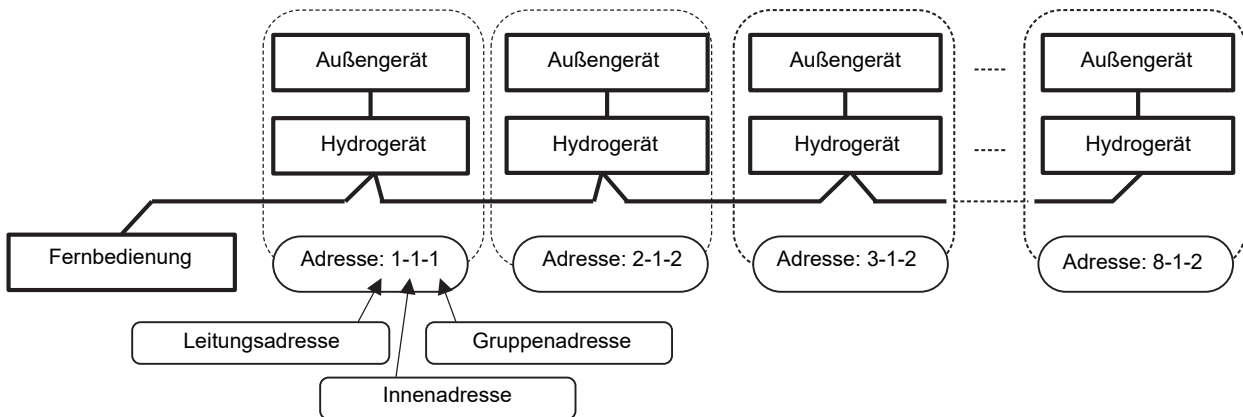 Außengerät
Außengerät
Außengerät
Außengerät
Hydrogerät
Hydrogerät
Hydrogerät
Hydrogerät
Fernbedienung
Adresse: 1-1-1
Adresse: 2-1-2
Adresse: 3-1-2
Adresse: 8-1-2
Leitungsadresse
Gruppenadresse
Innenadresse